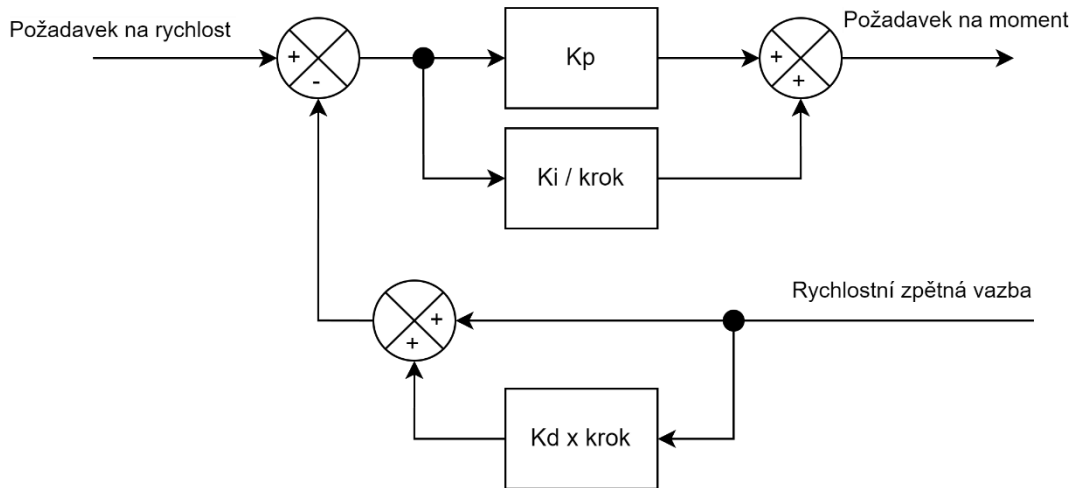 Požadavek na rychlost
Požadavek na moment
+
-
Kp
+
+
Ki / krok
Rychlostní zpětná vazba
+
+
Kd x krok